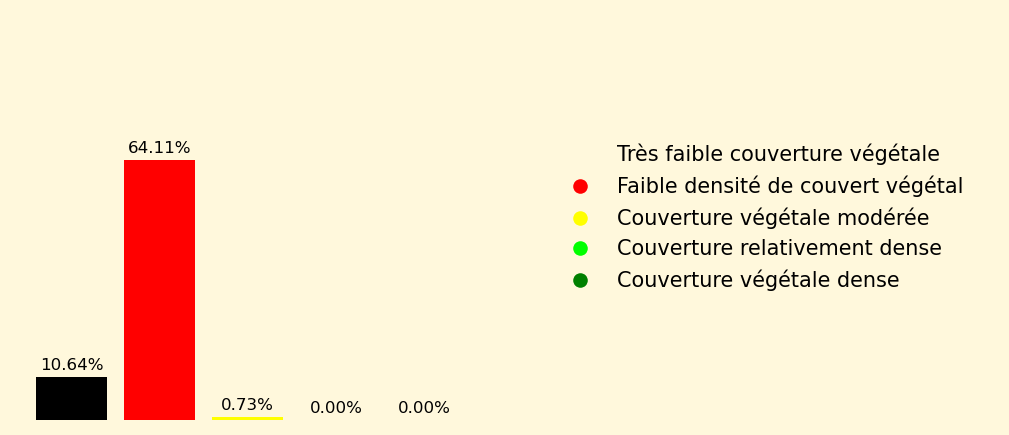 64.11%
10.64%
0.73%
0.00%
0.00%
Très faible couverture végétale
Faible densité de couvert végétal
Couverture végétale modérée
Couverture relativement dense
Couverture végétale dense